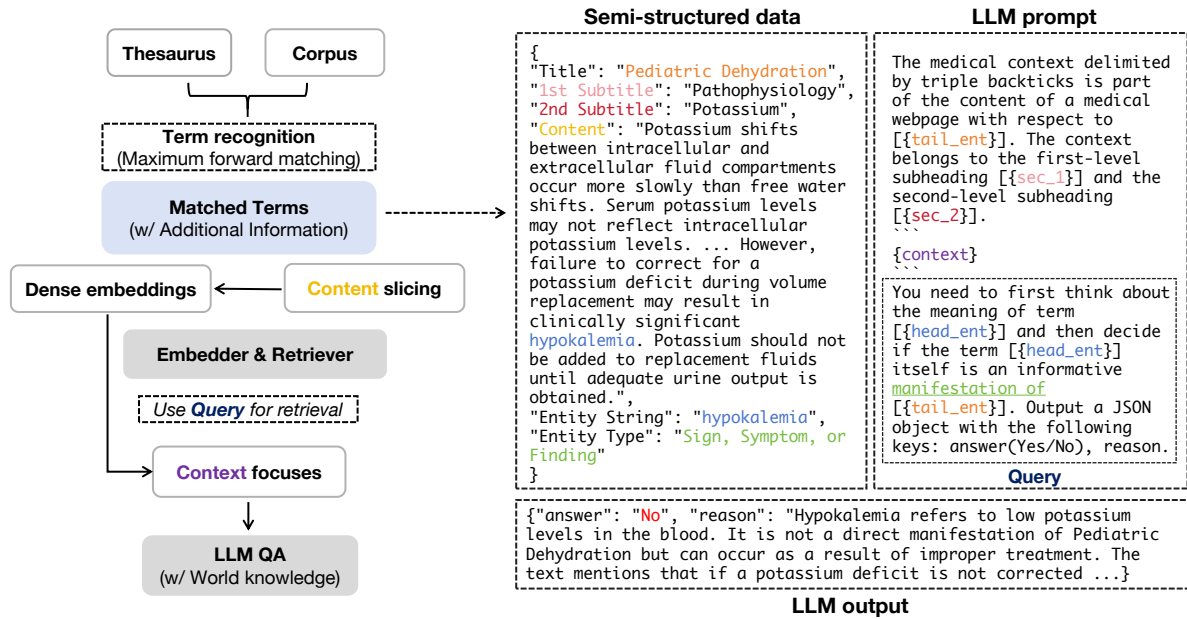 Thesaurus
Corpus
Term recognition
(Maximum forward matching)
Matched Terms
(w/ Additional Information)
Dense embeddings
Content slicing
Embedder & Retriever
Use Query for retrieval
Context focuses
LLM QA
(w/ World knowledge)
Semi-structured data
{
"Title": "Pediatric Dehydration",
"1st Subtitle": "Pathophysiology",
"2nd Subtitle": "Potassium",
"Content": "Potassium shifts
between intracellular and
extracellular fluid compartments
occur more slowly than free water
shifts. Serum potassium levels
may not reflect intracellular
potassium levels. ... However,
failure to correct for a
potassium deficit during volume
replacement may result in
clinically significant
hypokalemia. Potassium should not
be added to replacement fluids
until adequate urine output is
obtained.",
"Entity String": "hypokalemia",
"Entity Type": "Sign, Symptom, or
Finding"
}
LLM prompt
The medical context delimited
by triple backticks is part
of the content of a medical
webpage with respect to
[{tail_ent}]. The context
belongs to the first-level
subheading [{sec_1}] and the
second-level subheading
[{sec_2}].
```
{context}
```
You need to first think about
the meaning of term
[{head_ent}] and then decide
if the term [{head_ent}]
itself is an informative
manifestation of
[{tail_ent}]. Output a JSON
object with the following
keys: answer(Yes/No), reason.
Query
{"answer": "No", "reason": "Hypokalemia refers to low potassium
levels in the blood. It is not a direct manifestation of Pediatric
Dehydration but can occur as a result of improper treatment. The
text mentions that if a potassium deficit is not corrected ...}
LLM output